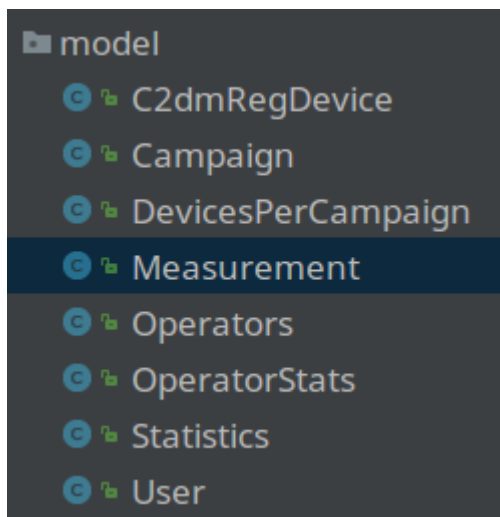 model
C2dmRegDevice
Campaign
DevicesPerCampaign
Measurement
Operators
OperatorStats
Statistics
User